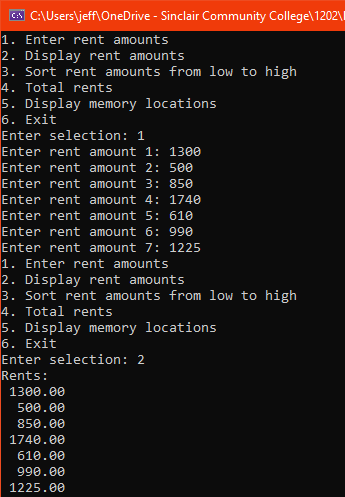 C:\Users\jeff\OneDrive - Sinclair Community College\1202\
1. Enter rent amounts
2. Display rent amounts
3. Sort rent amounts from low to high
4. Total rents
5. Display memory locations
6. Exit
Enter selection: 1
Enter rent amount 1: 1300
Enter rent amount 2: 500
Enter rent amount 3: 850
Enter rent amount 4: 1740
Enter rent amount 5: 610
Enter rent amount 6: 990
Enter rent amount 7: 1225
1. Enter rent amounts
2. Display rent amounts
3. Sort rent amounts from low to high
4. Total rents
5. Display memory locations
6. Exit
Enter selection: 2
Rents:
 1300.00
  500.00
  850.00
 1740.00
  610.00
  990.00
 1225.00